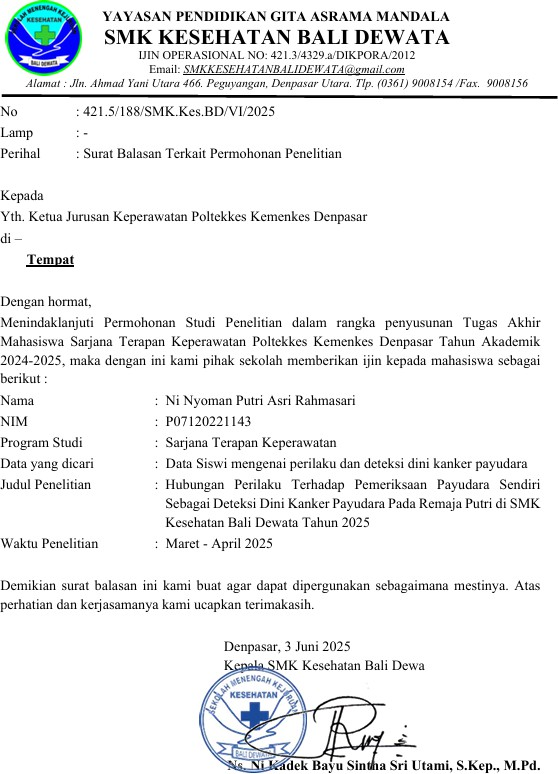 YAYASAN PENDIDIKAN GITA ASRAMA MANDALA
SMK KESEHATAN BALI DEWATA
IJIN OPERASIONAL NO: 421.3/4329.a/DIKPORA/2012
Email: SMKKESEHATANBALIDEWATA@gmail.com
Alamat : Jln. Ahmad Yani Utara 466. Peguyangan, Denpasar Utara. Tlp. (0361) 9008154 /Fax. 9008156
No : 421.5/188/SMK.Kes.BD/VI/2025
Lamp : -
Perihal : Surat Balasan Terkait Permohonan Penelitian
Kepada
Yth. Ketua Jurusan Keperawatan Poltekkes Kemenkes Denpasar
di –
Tempat
Dengan hormat,
Menindaklanjuti Permohonan Studi Penelitian dalam rangka penyusunan Tugas Akhir
Mahasiswa Sarjana Terapan Keperawatan Poltekkes Kemenkes Denpasar Tahun Akademik
2024-2025, maka dengan ini kami pihak sekolah memberikan ijin kepada mahasiswa sebagai
berikut :
Nama : Ni Nyoman Putri Asri Rahmasari
NIM : P07120221143
Program Studi : Sarjana Terapan Keperawatan
Data yang dicari : Data Siswi mengenai perilaku dan deteksi dini kanker payudara
Judul Penelitian : Hubungan Perilaku Terhadap Pemeriksaan Payudara Sendiri
Sebagai Deteksi Dini Kanker Payudara Pada Remaja Putri di SMK
Kesehatan Bali Dewata Tahun 2025
Waktu Penelitian : Maret - April 2025
Demikian surat balasan ini kami buat agar dapat dipergunakan sebagaimana mestinya. Atas
perhatian dan kerjasamanya kami ucapkan terimakasih.
Denpasar, 3 Juni 2025
Kepala SMK Kesehatan Bali Dewa
SEKOLAH MENENGAH KEJURUAN
KESEHATAN
BALI DEWATA
Ns. Ni Kadek Bayu Sintha Sri Utami, S.Kep., M.Pd.